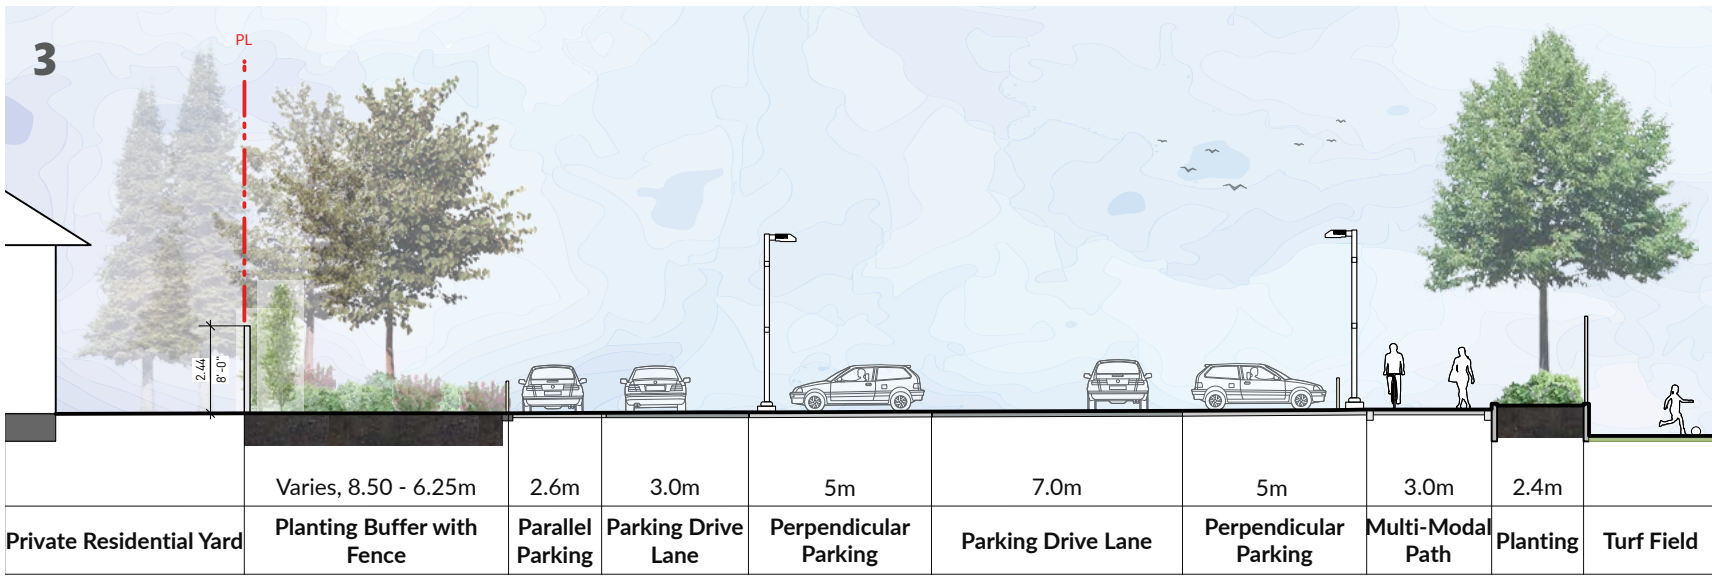 3
PL
2.44
8'-0"
Varies, 8.50 - 6.25m
2.6m
3.0m
5m
7.0m
5m
3.0m
2.4m
Private Residential Yard
Planting Buffer with
Fence
Parallel
Parking
Parking Drive
Lane
Perpendicular
Parking
Parking Drive Lane
Perpendicular
Parking
Multi-Modal
Path
Planting
Turf Field